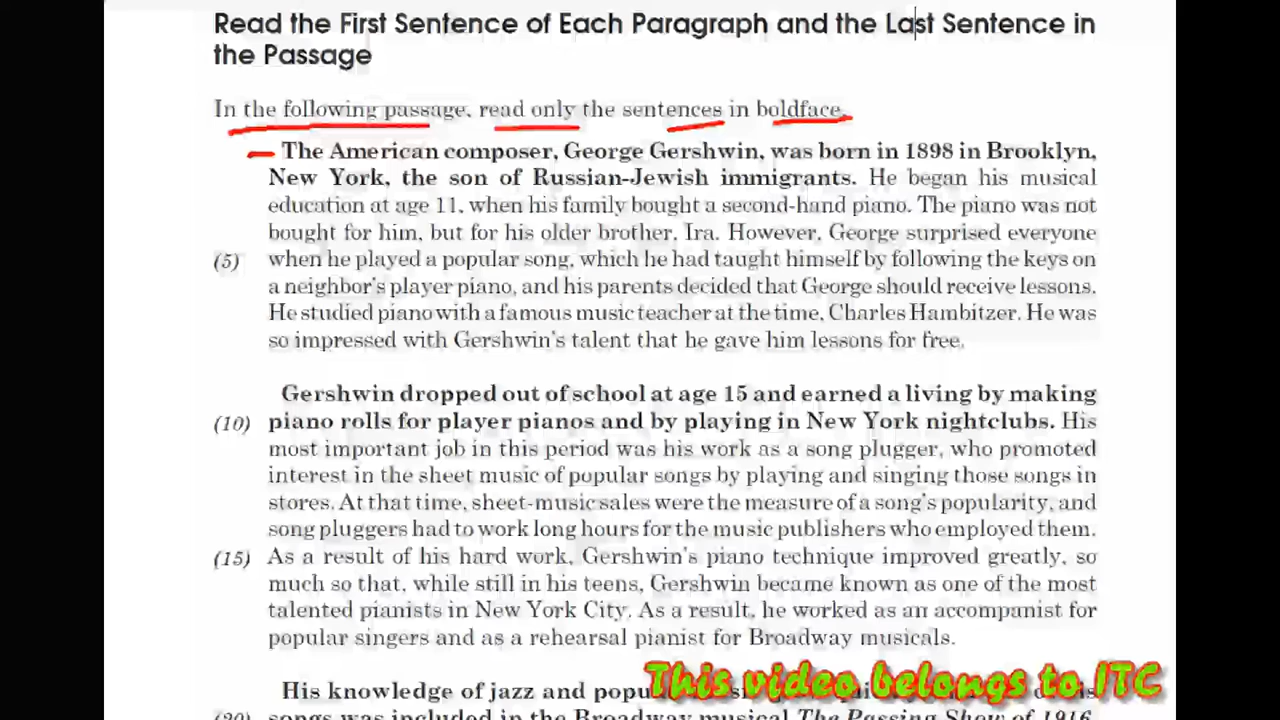 Read the First Sentence of Each Paragraph and the Last Sentence in
the Passage
In the following passage, read only the sentences in boldface.
The American composer, George Gershwin, was born in 1898 in Brooklyn,
New York, the son of Russian-Jewish immigrants. He began his musical
education at age 11, when his family bought a second-hand piano. The piano was not
bought for him, but for his older brother, Ira. However, George surprised everyone
(5) when he played a popular song, which he had taught himself by following the keys on
a neighbor's player piano, and his parents decided that George should receive lessons.
He studied piano with a famous music teacher at the time, Charles Hambitzer. He was
so impressed with Gershwin's talent that he gave him lessons for free.
Gershwin dropped out of school at age 15 and earned a living by making
(10) piano rolls for player pianos and by playing in New York nightclubs. His
most important job in this period was his work as a song plugger, who promoted
interest in the sheet music of popular songs by playing and singing those songs in
stores. At that time, sheet-music sales were the measure of a song's popularity, and
song pluggers had to work long hours for the music publishers who employed them.
(15) As a result of his hard work, Gershwin's piano technique improved greatly, so
much so that, while still in his teens, Gershwin became known as one of the most
talented pianists in New York City. As a result, he worked as an accompanist for
popular singers and as a rehearsal pianist for Broadway musicals.
His knowledge of jazz and
This video belongs to ITC
(20) songs was included in the Broadway musical The Passing Show of 1916.